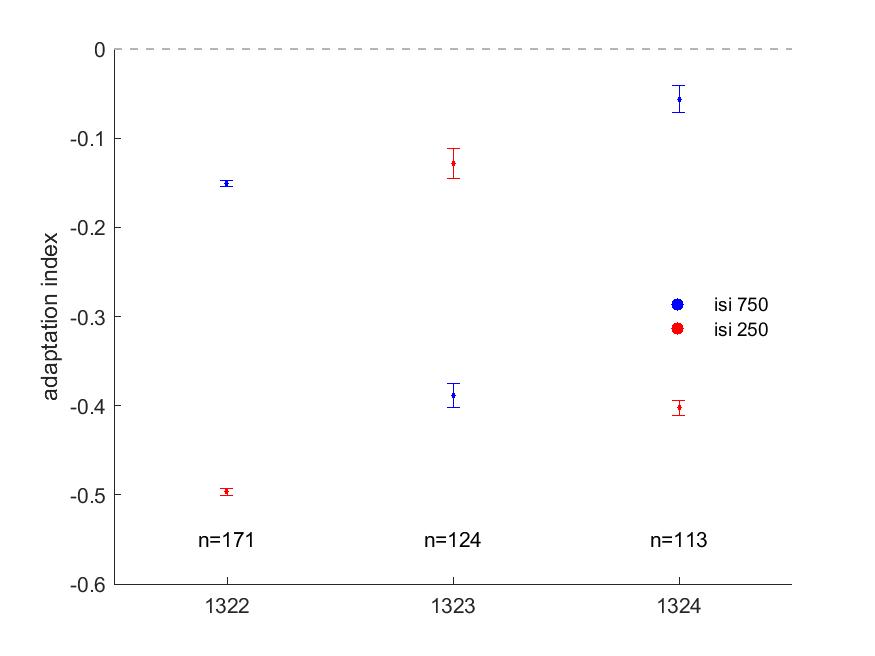 0
-0.1
-0.2
-0.3
-0.4
-0.5
-0.6
adaptation index
isi 750
isi 250
n=171 n=124 n=113
1322 1323 1324